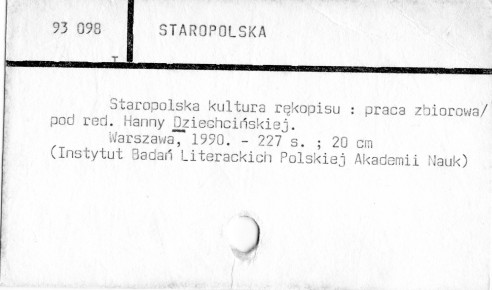 93 098
STAROPOLSKA
T
Staropolska kultura rękopisu : praca zbiorowa/
pod red. Hanny Dziechcińskiej.
Warszawa, 1990. - 227 s. ; 20 cm
(Instytut Badań Literackich Polskiej Akademii Nauk)